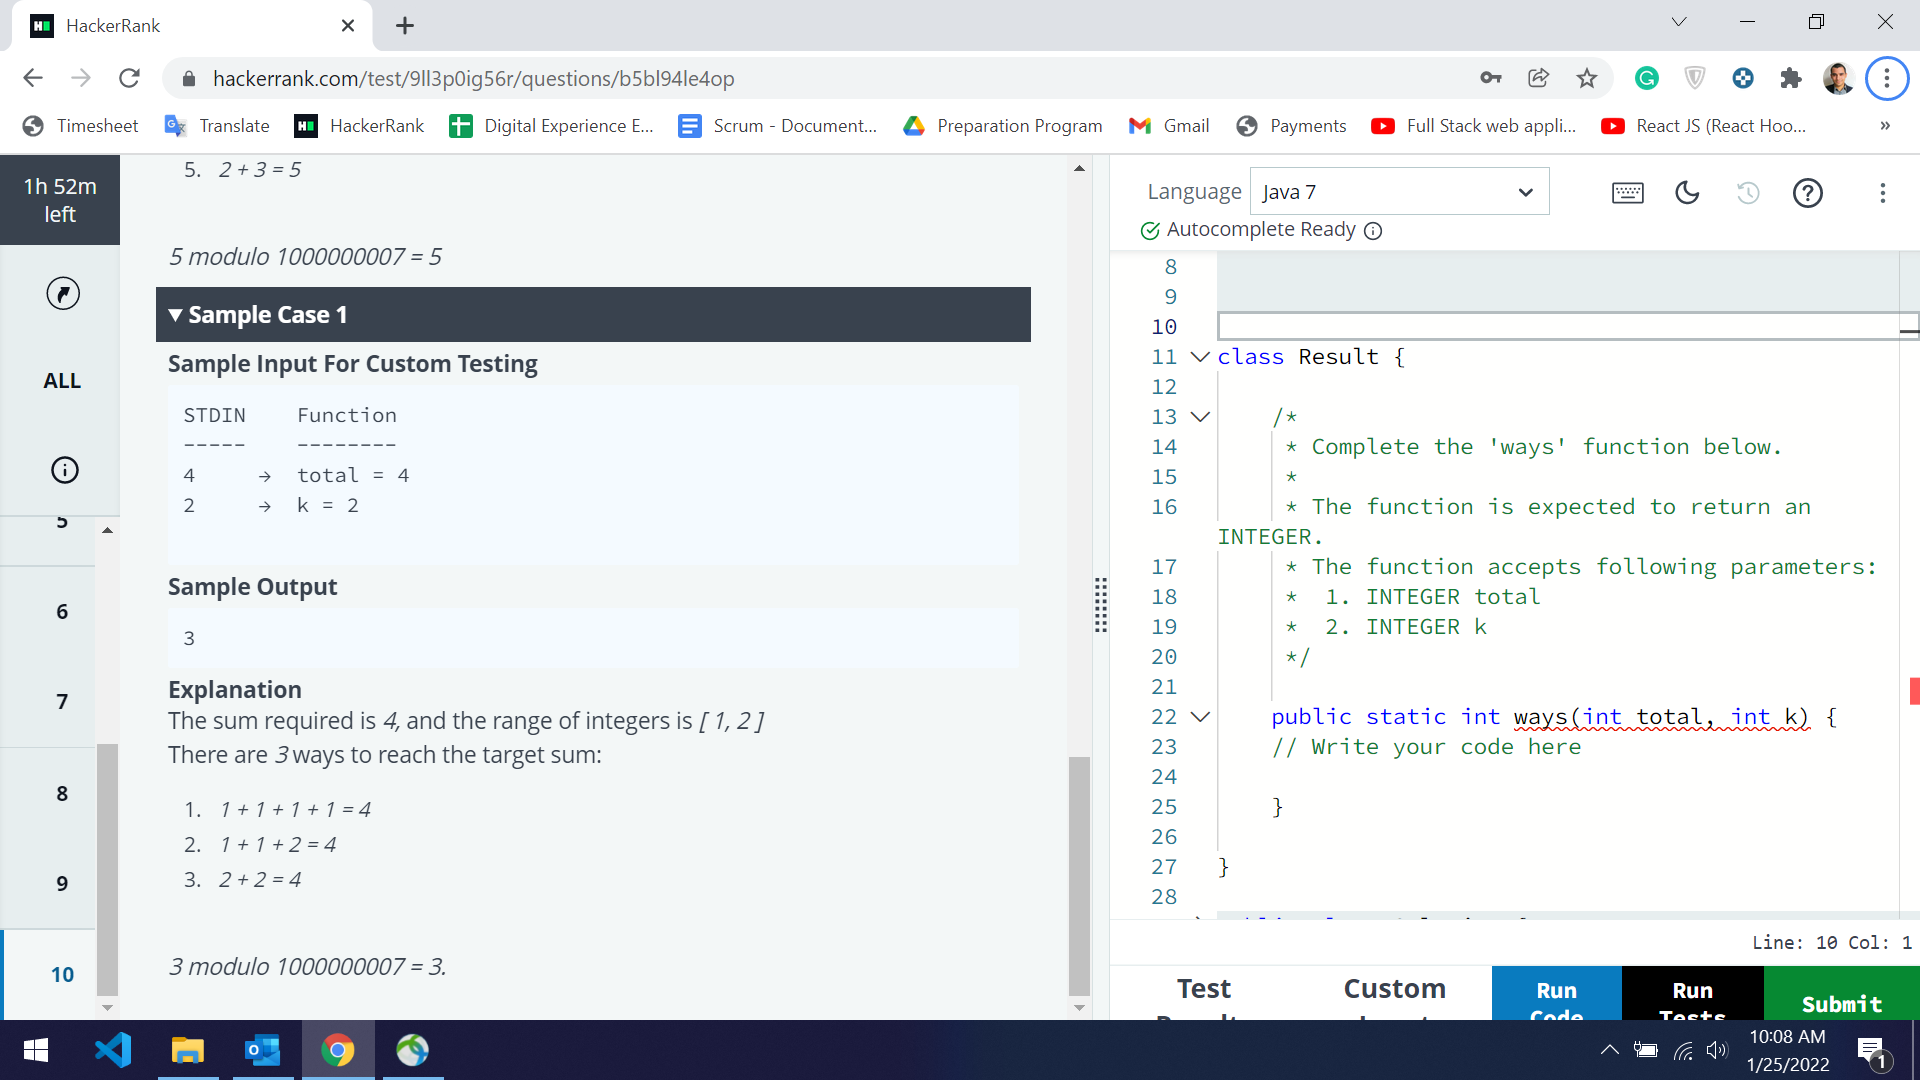 HackerRank
hackerrank.com/test/9ll3p0ig56r/questions/b5bl94le4op
Timesheet Translate HackerRank Digital Experience E... Scrum - Document... Preparation Program Gmail Payments Full Stack web appli... React JS (React Hoo... »
1h 52m
left
ALL
5
6
7
8
9
10
5. 2 + 3 = 5
5 modulo 1000000007 = 5
Sample Case 1
Sample Input For Custom Testing
STDIN Function
----- --------
4 → total = 4
2 → k = 2
Sample Output
3
Explanation
The sum required is 4, and the range of integers is [ 1, 2 ]
There are 3 ways to reach the target sum:
1. 1 + 1 + 1 + 1 = 4
2. 1 + 1 + 2 = 4
3. 2 + 2 = 4
3 modulo 1000000007 = 3.
Language Java 7
Autocomplete Ready
8
9
10
11 class Result {
12
13 /*
14 * Complete the 'ways' function below.
15 *
16 * The function is expected to return an
INTEGER.
17 * The function accepts following parameters:
18 * 1. INTEGER total
19 * 2. INTEGER k
20 */
21
22 public static int ways(int total, int k) {
23 // Write your code here
24
25 }
26
27 }
28
Line: 10 Col: 1
Test Custom Run Run Submit
Code Tests
10:08 AM
1/25/2022
1